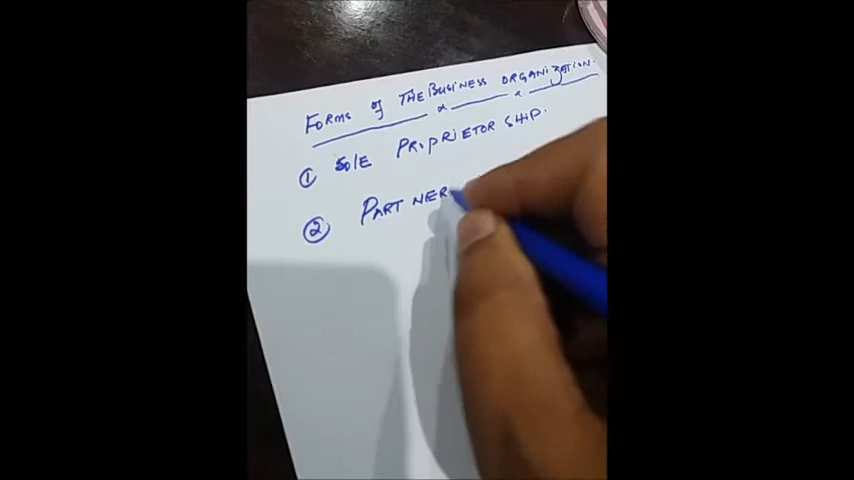 FORMS OF THE BUSINESS ORGANIZATION.
① SOlE PROPRIETOR SHIP.
② PARTNER